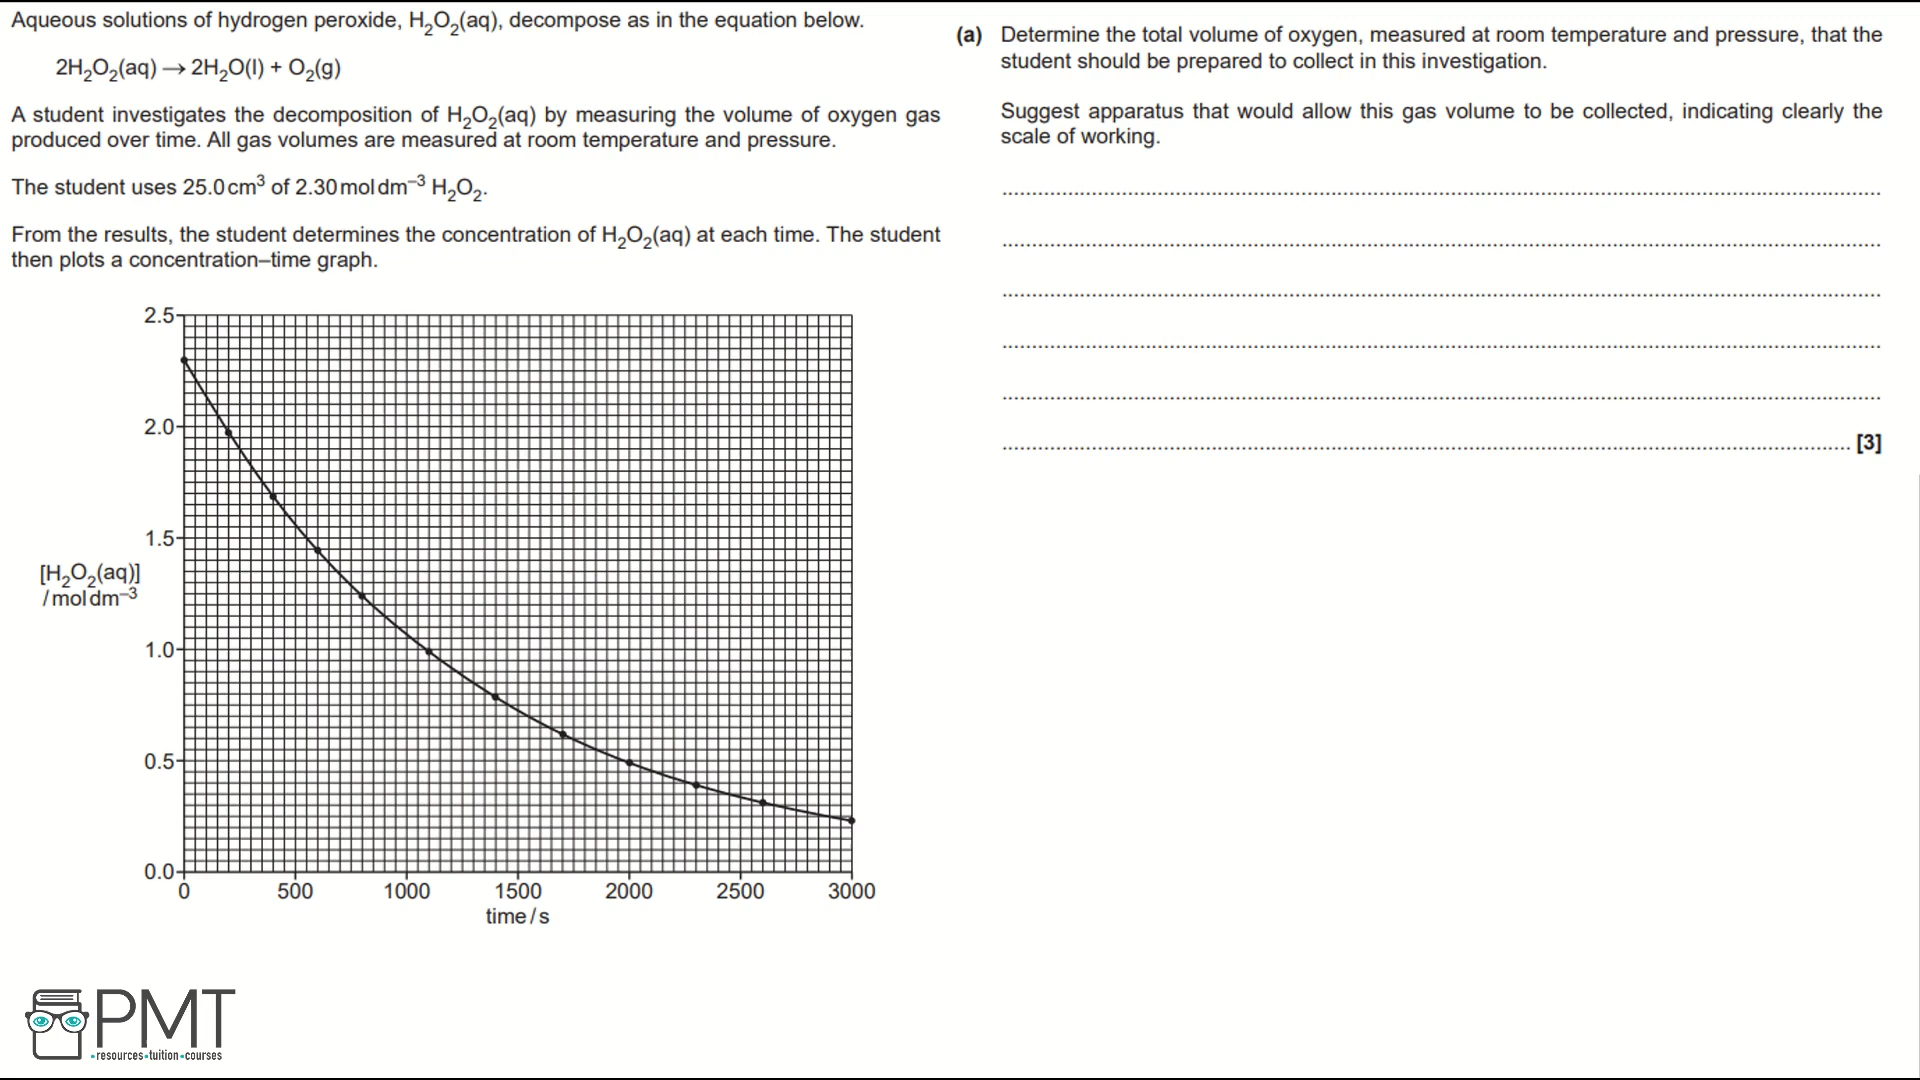 Aqueous solutions of hydrogen peroxide, H₂O₂(aq), decompose as in the equation below.
2H₂O₂(aq) → 2H₂O(l) + O₂(g)
A student investigates the decomposition of H₂O₂(aq) by measuring the volume of oxygen gas
produced over time. All gas volumes are measured at room temperature and pressure.
The student uses 25.0 cm³ of 2.30 mol dm⁻³ H₂O₂.
From the results, the student determines the concentration of H₂O₂(aq) at each time. The student
then plots a concentration–time graph.
2.5
2.0
1.5
[H₂O₂(aq)]
/ mol dm⁻³
1.0
0.5
0.0
0 500 1000 1500 2000 2500 3000
time / s
(a) Determine the total volume of oxygen, measured at room temperature and pressure, that the
student should be prepared to collect in this investigation.
Suggest apparatus that would allow this gas volume to be collected, indicating clearly the
scale of working.
[3]
PMT
•resources•tuition•courses